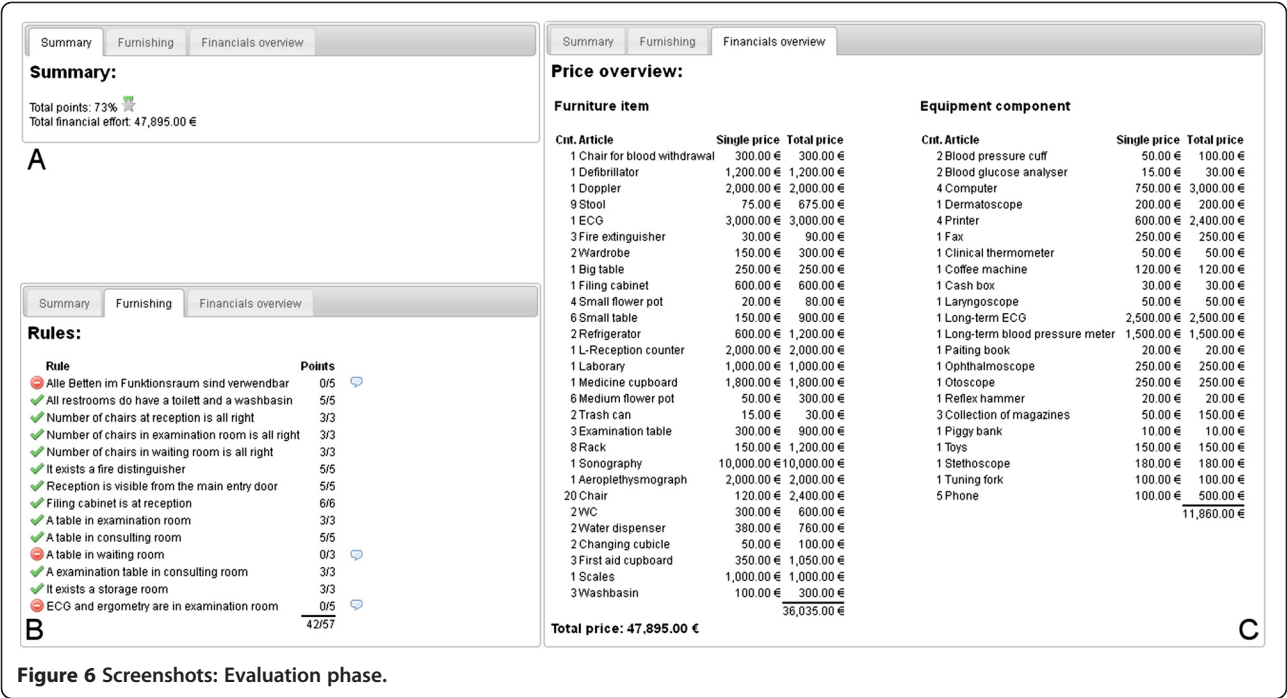 Summary Furnishing Financials overview
Summary:
Total points: 73%
Total financial effort: 47,895.00 €
A
Summary Furnishing Financials overview
Rules:
Rule Points
Alle Betten im Funktionsraum sind verwendbar 0/5
All restrooms do have a toilett and a washbasin 5/5
Number of chairs at reception is all right 3/3
Number of chairs in examination room is all right 3/3
Number of chairs in waiting room is all right 3/3
It exists a fire distinguisher 5/5
Reception is visible from the main entry door 5/5
Filing cabinet is at reception 6/6
A table in examination room 3/3
A table in consulting room 5/5
A table in waiting room 0/3
A examination table in consulting room 3/3
It exists a storage room 3/3
ECG and ergometry are in examination room 0/5
42/57
B
Summary Furnishing Financials overview
Price overview:
Furniture item
Cnt. Article Single price Total price
1 Chair for blood withdrawal 300.00 € 300.00 €
1 Defibrillator 1,200.00 € 1,200.00 €
1 Doppler 2,000.00 € 2,000.00 €
9 Stool 75.00 € 675.00 €
1 ECG 3,000.00 € 3,000.00 €
3 Fire extinguisher 30.00 € 90.00 €
2 Wardrobe 150.00 € 300.00 €
1 Big table 250.00 € 250.00 €
1 Filing cabinet 600.00 € 600.00 €
4 Small flower pot 20.00 € 80.00 €
6 Small table 150.00 € 900.00 €
2 Refrigerator 600.00 € 1,200.00 €
1 L-Reception counter 2,000.00 € 2,000.00 €
1 Laborary 1,000.00 € 1,000.00 €
1 Medicine cupboard 1,800.00 € 1,800.00 €
6 Medium flower pot 50.00 € 300.00 €
2 Trash can 15.00 € 30.00 €
3 Examination table 300.00 € 900.00 €
8 Rack 150.00 € 1,200.00 €
1 Sonography 10,000.00 € 10,000.00 €
1 Aeroplethysmograph 2,000.00 € 2,000.00 €
20 Chair 120.00 € 2,400.00 €
2 WC 300.00 € 600.00 €
2 Water dispenser 380.00 € 760.00 €
2 Changing cubicle 50.00 € 100.00 €
3 First aid cupboard 350.00 € 1,050.00 €
1 Scales 1,000.00 € 1,000.00 €
3 Washbasin 100.00 € 300.00 €
36,035.00 €
Total price: 47,895.00 €
Equipment component
Cnt. Article Single price Total price
2 Blood pressure cuff 50.00 € 100.00 €
2 Blood glucose analyser 15.00 € 30.00 €
4 Computer 750.00 € 3,000.00 €
1 Dermatoscope 200.00 € 200.00 €
4 Printer 600.00 € 2,400.00 €
1 Fax 250.00 € 250.00 €
1 Clinical thermometer 50.00 € 50.00 €
1 Coffee machine 120.00 € 120.00 €
1 Cash box 30.00 € 30.00 €
1 Laryngoscope 50.00 € 50.00 €
1 Long-term ECG 2,500.00 € 2,500.00 €
1 Long-term blood pressure meter 1,500.00 € 1,500.00 €
1 Paiting book 20.00 € 20.00 €
1 Ophthalmoscope 250.00 € 250.00 €
1 Otoscope 250.00 € 250.00 €
1 Reflex hammer 20.00 € 20.00 €
3 Collection of magazines 50.00 € 150.00 €
1 Piggy bank 10.00 € 10.00 €
1 Toys 150.00 € 150.00 €
1 Stethoscope 180.00 € 180.00 €
1 Tuning fork 100.00 € 100.00 €
5 Phone 100.00 € 500.00 €
11,860.00 €
C
Figure 6 Screenshots: Evaluation phase.